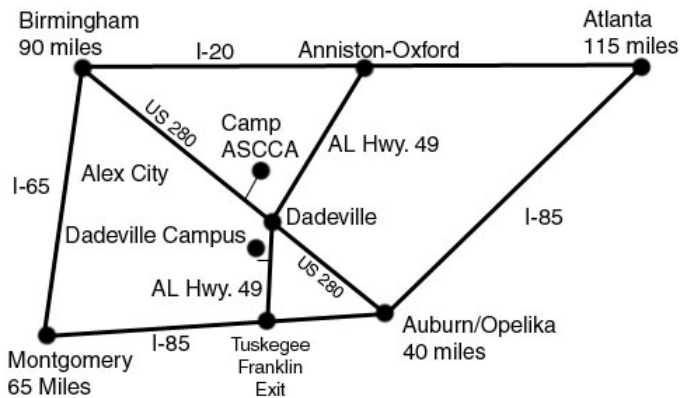 Birmingham
90 miles
I-20
Anniston-Oxford
Atlanta
115 miles
US 280
Camp
ASCCA
AL Hwy. 49
I-65
Alex City
Dadeville
I-85
Dadeville Campus
US 280
AL Hwy. 49
Montgomery
65 Miles
I-85
Tuskegee
Franklin
Exit
Auburn/Opelika
40 miles